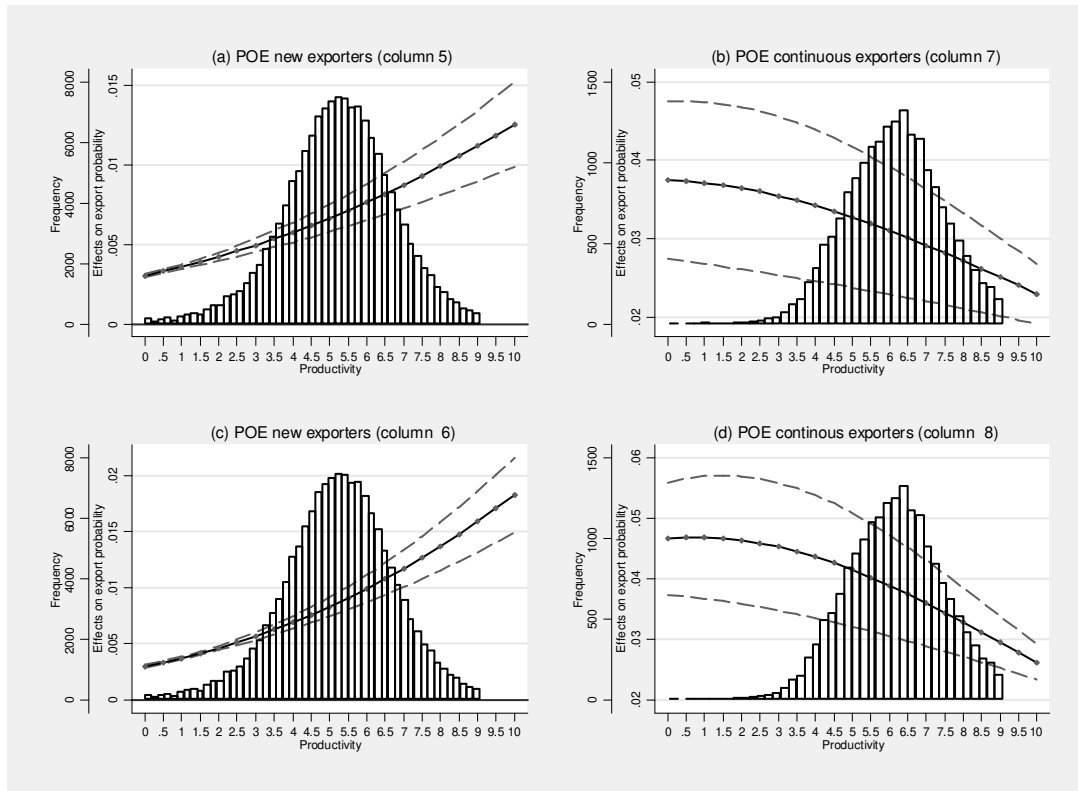 (a) POE new exporters (column 5)
Frequency
0 2000 4000 6000 8000
Effects on export probability
0 .005 .01 .015
0 .5 1 1.5 2 2.5 3 3.5 4 4.5 5 5.5 6 6.5 7 7.5 8 8.5 9 9.5 10
Productivity
(b) POE continuous exporters (column 7)
Frequency
0 500 1000 1500
Effects on export probability
.02 .03 .04 .05
0 .5 1 1.5 2 2.5 3 3.5 4 4.5 5 5.5 6 6.5 7 7.5 8 8.5 9 9.5 10
Productivity
(c) POE new exporters (column 6)
Frequency
0 2000 4000 6000 8000
Effects on export probability
0 .005 .01 .015 .02
0 .5 1 1.5 2 2.5 3 3.5 4 4.5 5 5.5 6 6.5 7 7.5 8 8.5 9 9.5 10
Productivity
(d) POE continous exporters (column 8)
Frequency
0 500 1000 1500
Effects on export probability
.02 .03 .04 .05 .06
0 .5 1 1.5 2 2.5 3 3.5 4 4.5 5 5.5 6 6.5 7 7.5 8 8.5 9 9.5 10
Productivity